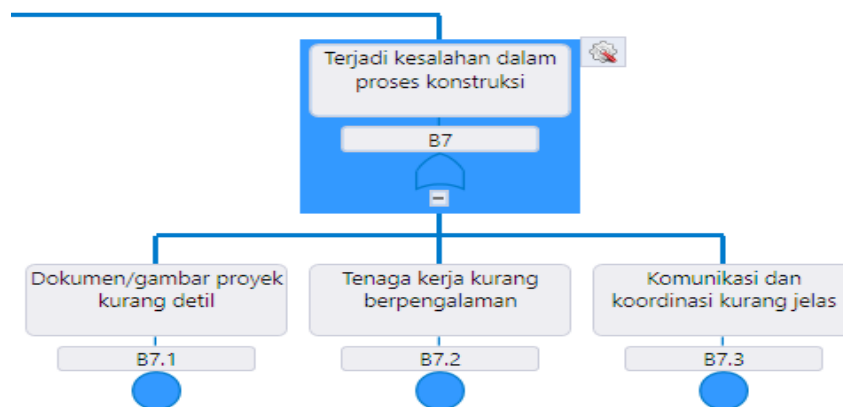 Terjadi kesalahan dalam
proses konstruksi
B7
Dokumen/gambar proyek
kurang detil
Tenaga kerja kurang
berpengalaman
Komunikasi dan
koordinasi kurang jelas
B7.1
B7.2
B7.3